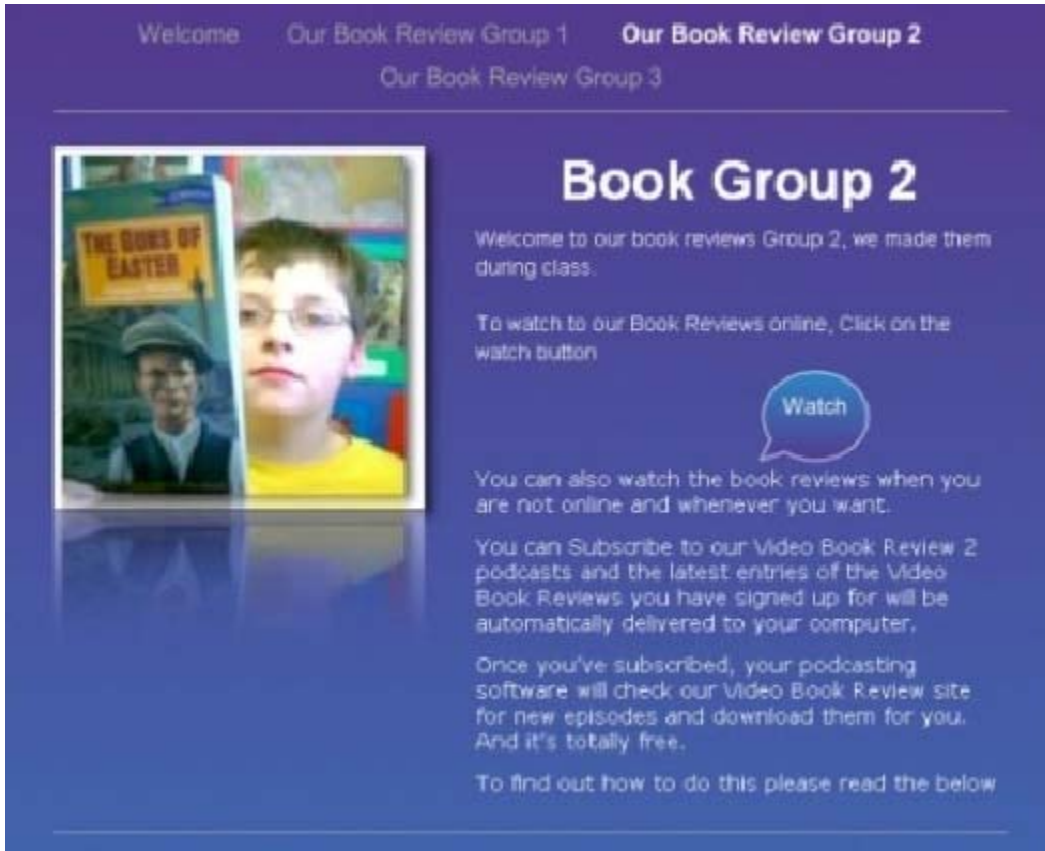 Welcome Our Book Review Group 1 Our Book Review Group 2
Our Book Review Group 3
THE GUNS OF
EASTER
Book Group 2
Welcome to our book reviews Group 2, we made them
during class.
To watch to our Book Reviews online, Click on the
watch button
Watch
You can also watch the book reviews when you
are not online and whenever you want.
You can Subscribe to our Video Book Review 2
podcasts and the latest entries of the Video
Book Reviews you have signed up for will be
automatically delivered to your computer.
Once you've subscribed, your podcasting
software will check our Video Book Review site
for new episodes and download them for you.
And it's totally free.
To find out how to do this please read the below